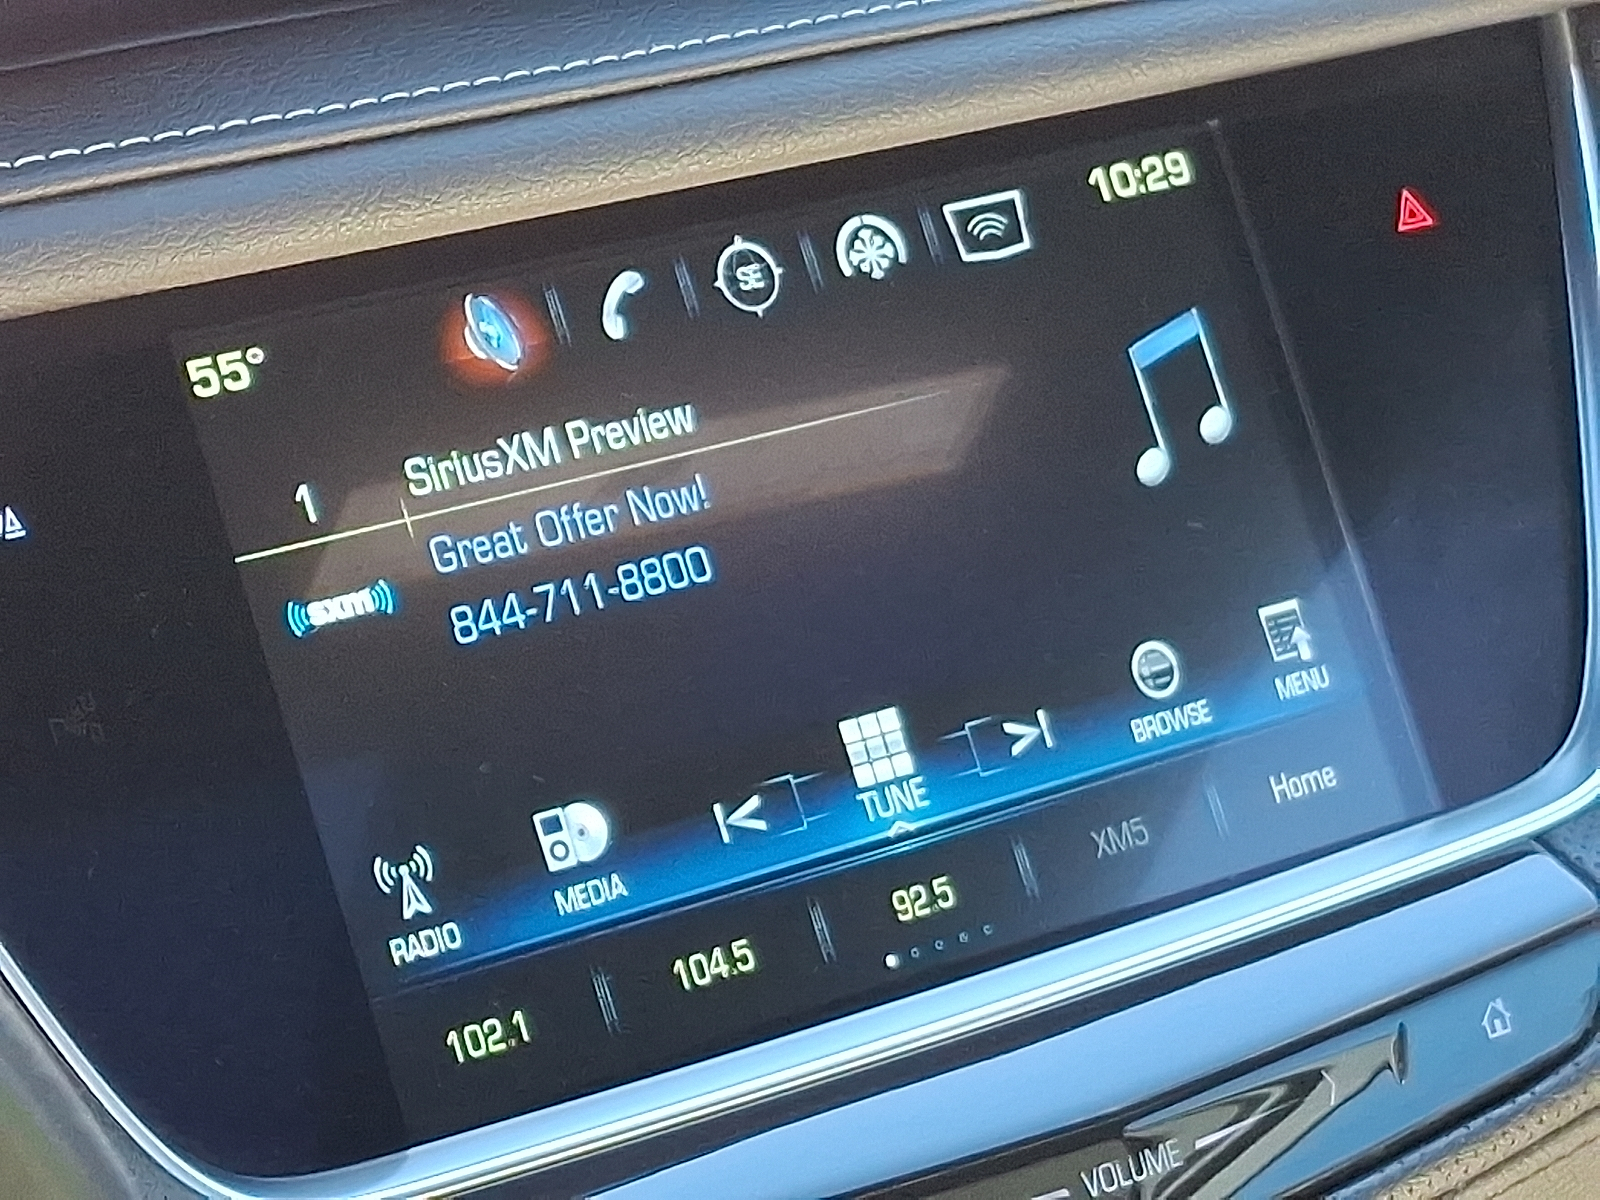 10:29
SE
55°
1 SiriusXM Preview
Great Offer Now!
((sxm)) 844-711-8800
RADIO MEDIA TUNE BROWSE MENU
102.1 104.5 92.5 XM5 Home
VOLUME